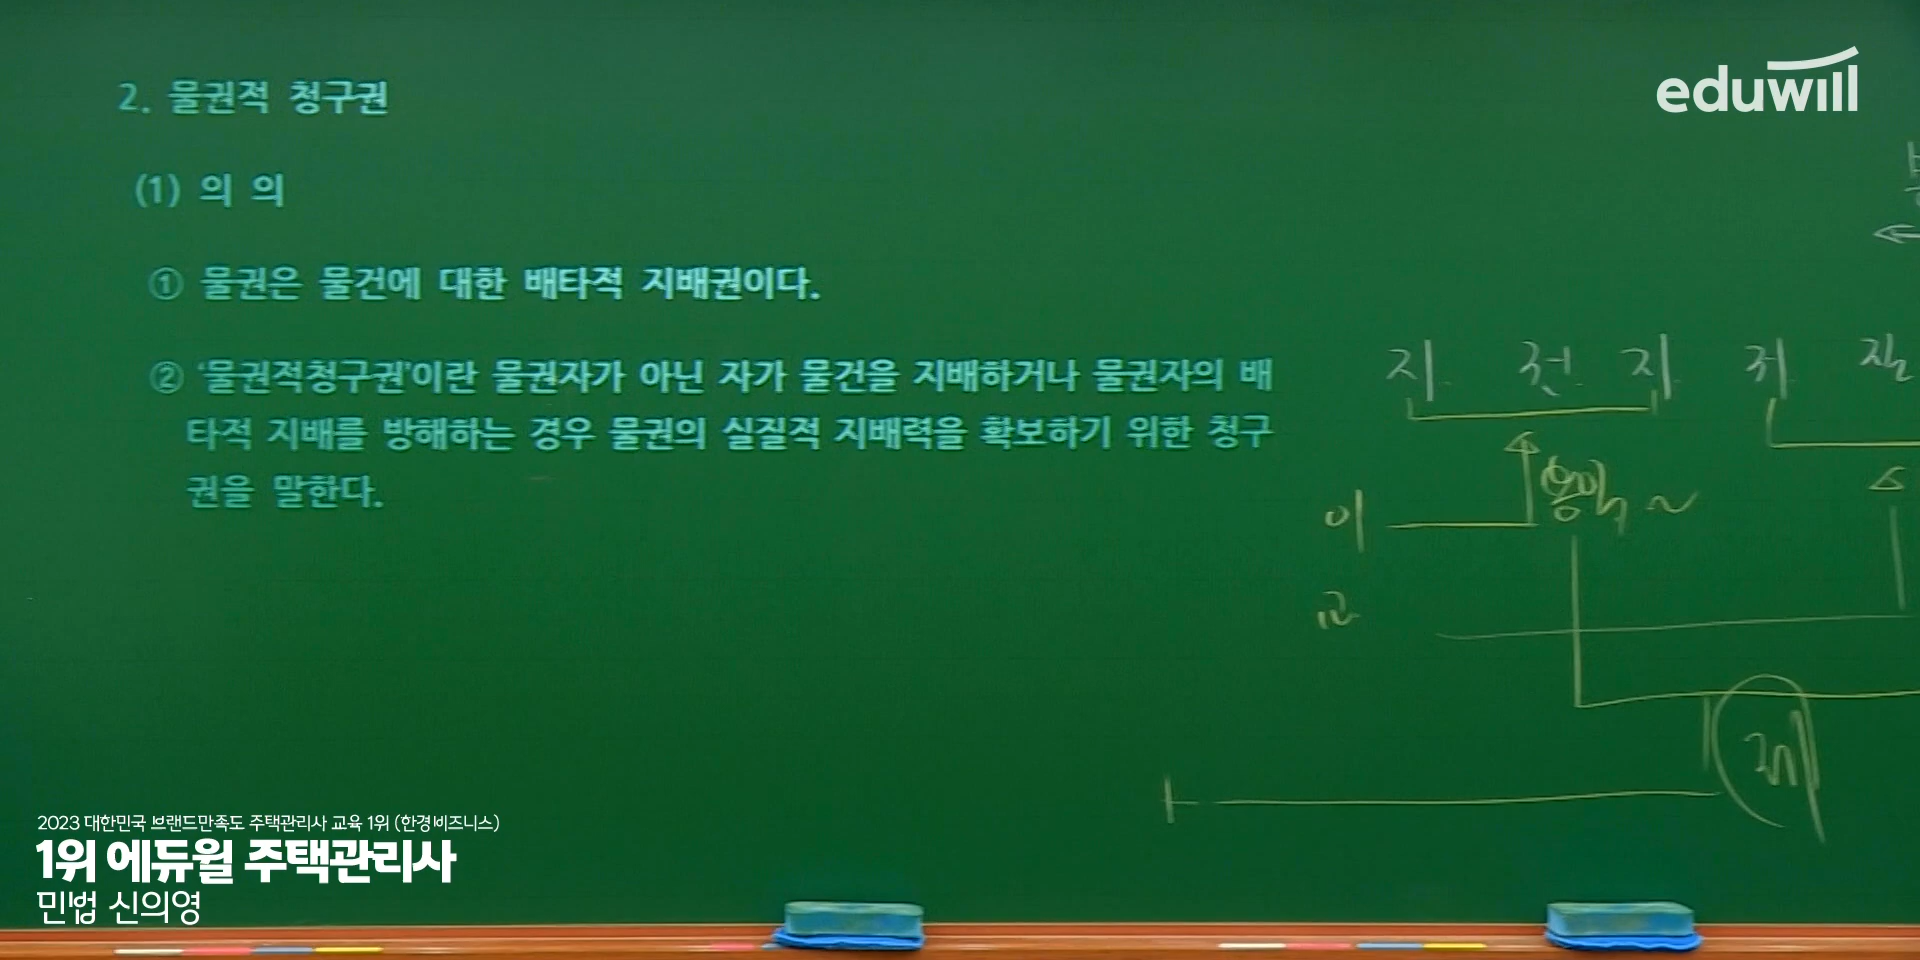 eduwill
2. 물권적 청구권
(1) 의 의
① 물권은 물건에 대한 배타적 지배권이다.
② ‘물권적청구권’이란 물권자가 아닌 자가 물건을 지배하거나 물권자의 배
타적 지배를 방해하는 경우 물권의 실질적 지배력을 확보하기 위한 청구
권을 말한다.
지 전 지 저
이
교
2023 대한민국 브랜드만족도 주택관리사 교육 1위 (한경비즈니스)
1위 에듀윌 주택관리사
민법 신의영